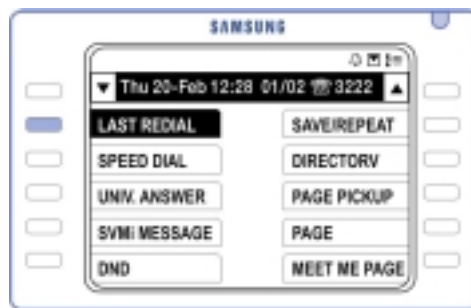 SAMSUNG
Thu 20-Feb 12:28 01/02 ☏3222
LAST REDIAL SAVE/REPEAT
SPEED DIAL DIRECTORY
UNIV. ANSWER PAGE PICKUP
SVMi MESSAGE PAGE
DND MEET ME PAGE